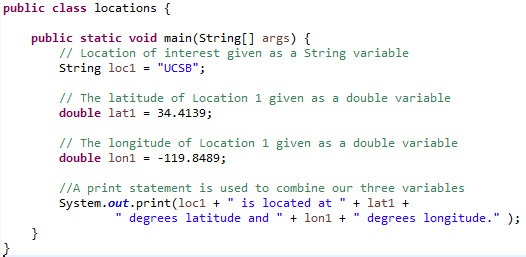 public class locations {
public static void main(String[] args) {
// Location of interest given as a String variable
String loc1 = "UCSB";
// The latitude of Location 1 given as a double variable
double lat1 = 34.4139;
// The longitude of Location 1 given as a double variable
double lon1 = -119.8489;
//A print statement is used to combine our three variables
System.out.print(loc1 + " is located at " + lat1 +
" degrees latitude and " + lon1 + " degrees longitude." );
}
}